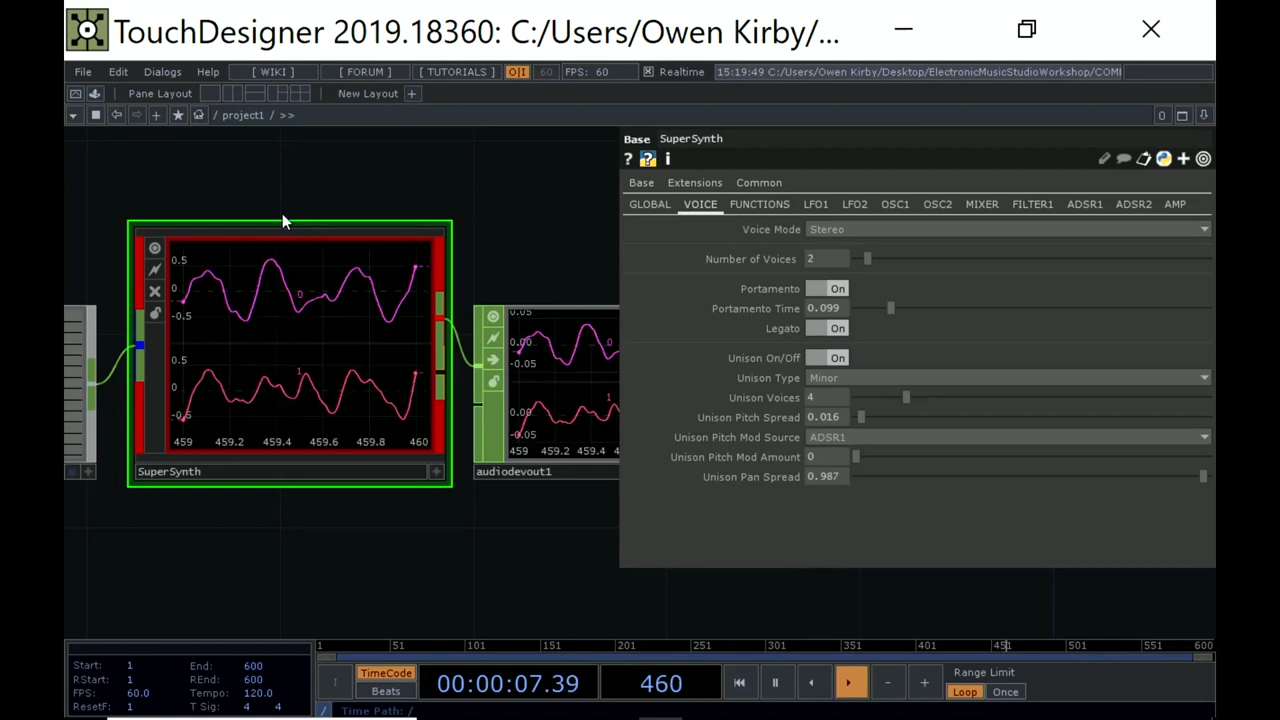 TouchDesigner 2019.18360: C:/Users/Owen Kirby/...
File Edit Dialogs Help [ WIKI ] [ FORUM ] [ TUTORIALS ] O|I 60 FPS: 60 Realtime 15:19:49 C:/Users/Owen Kirby/Desktop/ElectronicMusicStudioWorkshop/COM
Pane Layout New Layout +
/ project1 / >> 0
Base SuperSynth
? ? i
Base Extensions Common
GLOBAL VOICE FUNCTIONS LFO1 LFO2 OSC1 OSC2 MIXER FILTER1 ADSR1 ADSR2 AMP
Voice Mode Stereo
Number of Voices 2
Portamento On
Portamento Time 0.099
Legato On
Unison On/Off On
Unison Type Minor
Unison Voices 4
Unison Pitch Spread 0.016
Unison Pitch Mod Source ADSR1
Unison Pitch Mod Amount 0
Unison Pan Spread 0.987
0.5
0
-0.5
0
0.5
0
-0.5
1
459 459.2 459.4 459.6 459.8 460
SuperSynth
0.05
0.00
-0.05
0
0.05
0.00
-0.05
1
459 459.2 459.4
audiodevout1
1 51 101 151 201 251 301 351 401 451 501 551 600
Start: 1 End: 600
RStart: 1 REnd: 600
FPS: 60.0 Tempo: 120.0
ResetF: 1 T Sig: 4 4
TimeCode
Beats
00:00:07.39 460
Range Limit
Loop Once
/ Time Path: /